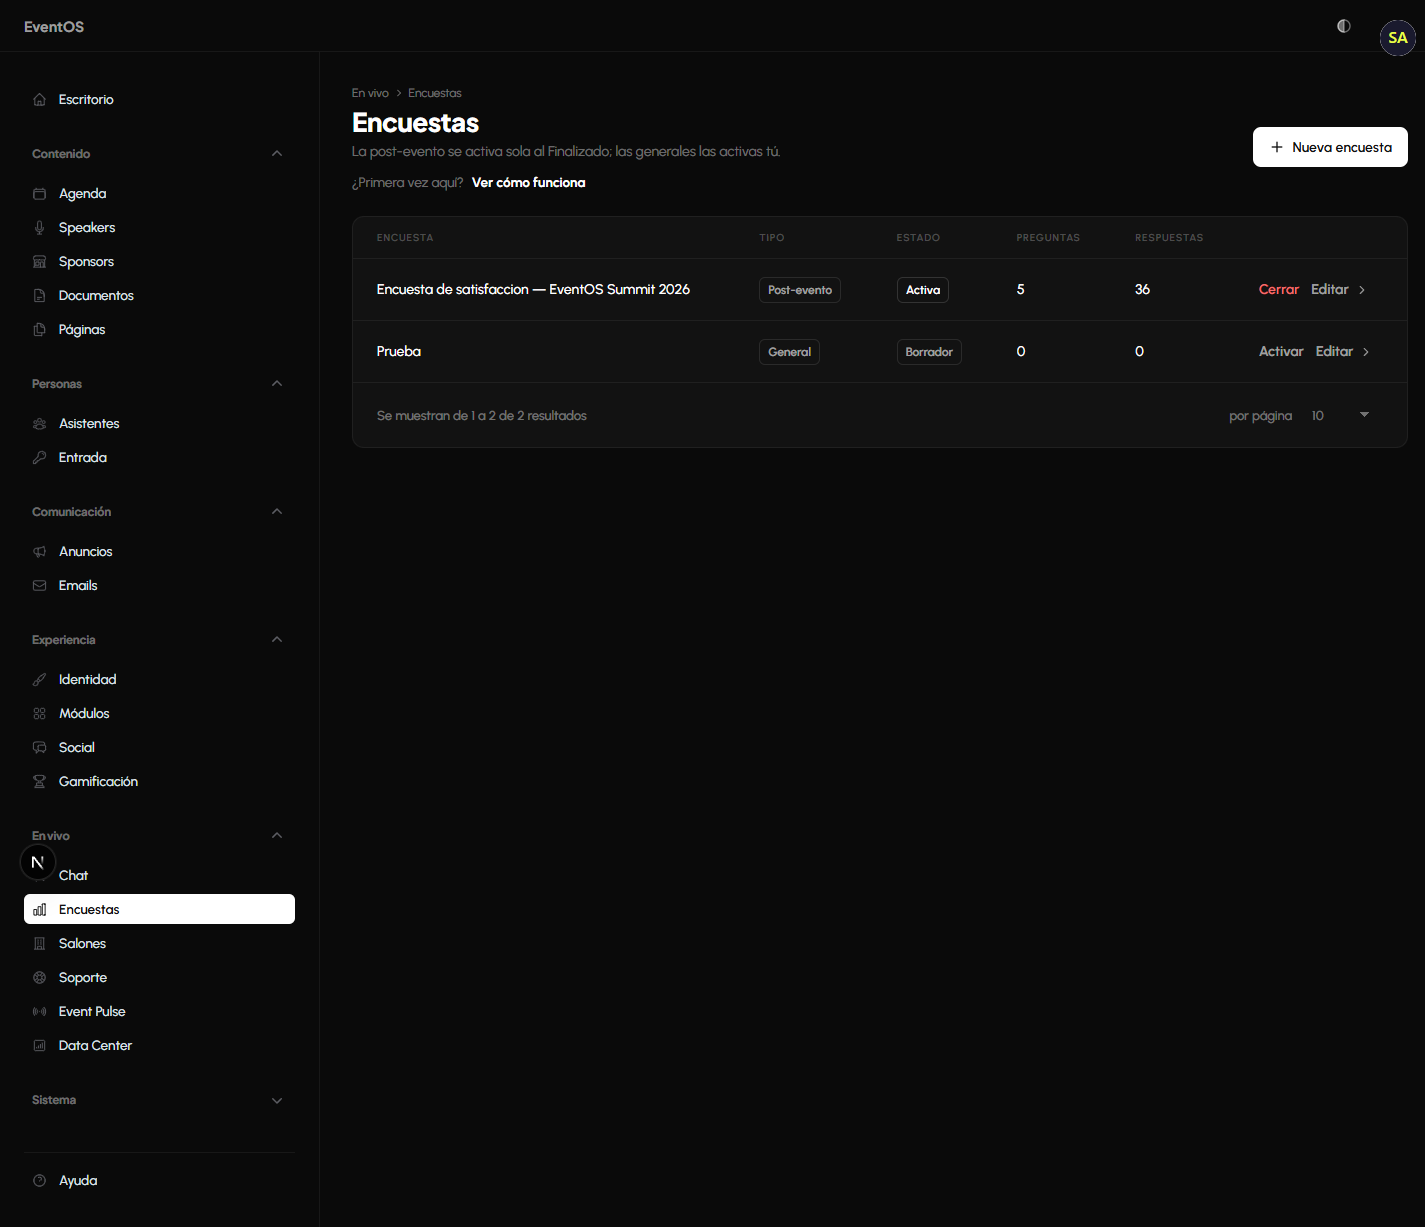 EventOS
SA
Escritorio
Contenido
Agenda
Speakers
Sponsors
Documentos
Páginas
Personas
Asistentes
Entrada
Comunicación
Anuncios
Emails
Experiencia
Identidad
Módulos
Social
Gamificación
En vivo
N
Chat
Encuestas
Salones
Soporte
Event Pulse
Data Center
Sistema
Ayuda
En vivo > Encuestas
Encuestas
La post-evento se activa sola al Finalizado; las generales las activas tú.
¿Primera vez aquí? Ver cómo funciona
+ Nueva encuesta
ENCUESTA TIPO ESTADO PREGUNTAS RESPUESTAS
Encuesta de satisfaccion — EventOS Summit 2026 Post-evento Activa 5 36 Cerrar Editar >
Prueba General Borrador 0 0 Activar Editar >
Se muestran de 1 a 2 de 2 resultados por página 10